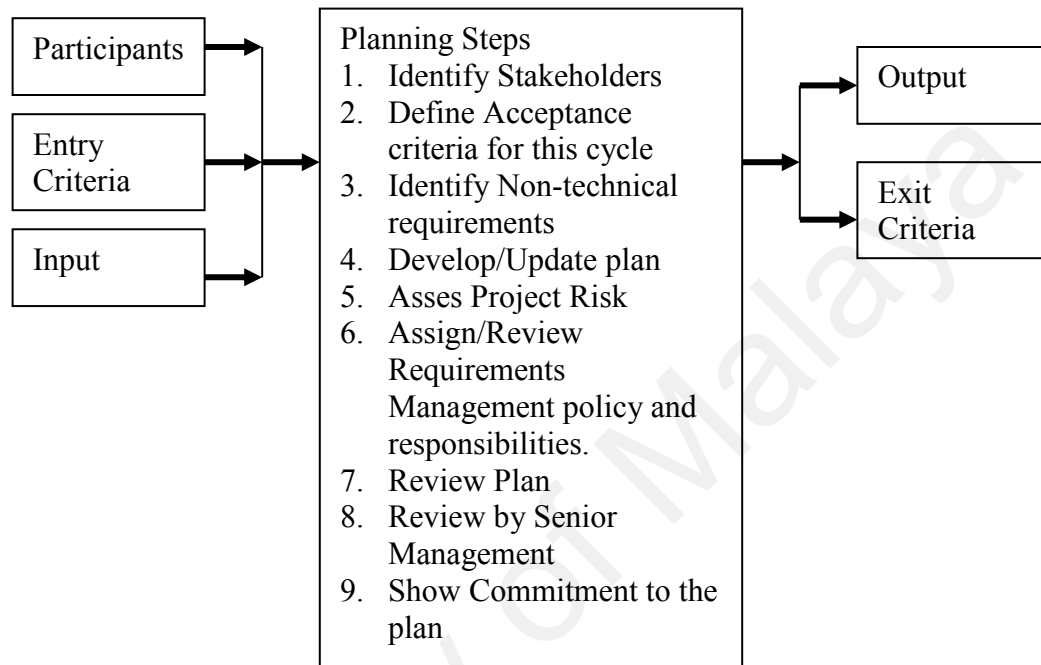 Participants
Entry
Criteria
Input
Planning Steps
1. Identify Stakeholders
2. Define Acceptance
criteria for this cycle
3. Identify Non-technical
requirements
4. Develop/Update plan
5. Asses Project Risk
6. Assign/Review
Requirements
Management policy and
responsibilities.
7. Review Plan
8. Review by Senior
Management
9. Show Commitment to the
plan
Output
Exit
Criteria
of Malaya